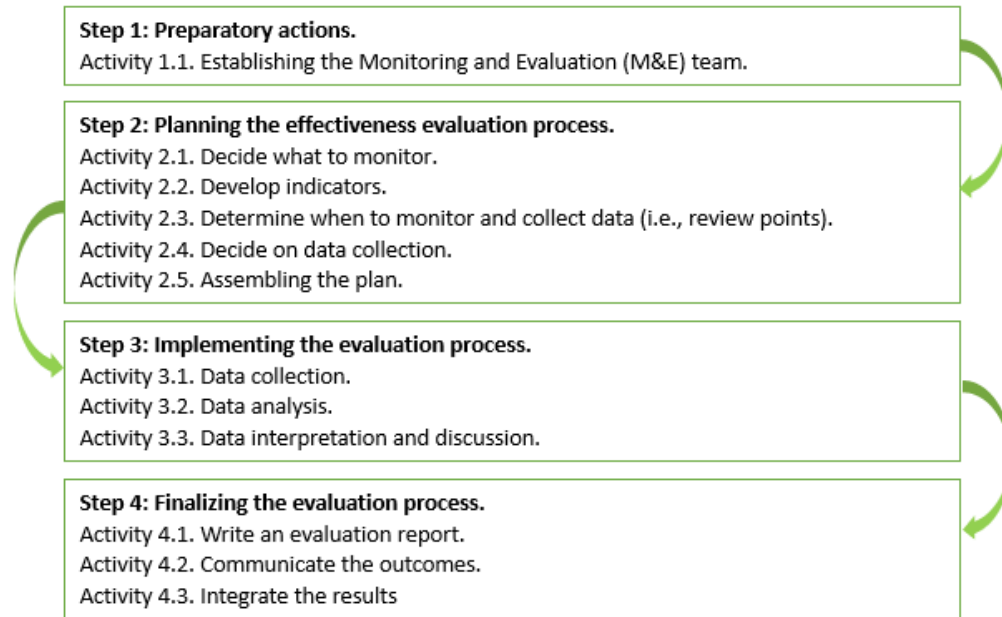 Step 1: Preparatory actions.
Activity 1.1. Establishing the Monitoring and Evaluation (M&E) team.
Step 2: Planning the effectiveness evaluation process.
Activity 2.1. Decide what to monitor.
Activity 2.2. Develop indicators.
Activity 2.3. Determine when to monitor and collect data (i.e., review points).
Activity 2.4. Decide on data collection.
Activity 2.5. Assembling the plan.
Step 3: Implementing the evaluation process.
Activity 3.1. Data collection.
Activity 3.2. Data analysis.
Activity 3.3. Data interpretation and discussion.
Step 4: Finalizing the evaluation process.
Activity 4.1. Write an evaluation report.
Activity 4.2. Communicate the outcomes.
Activity 4.3. Integrate the results